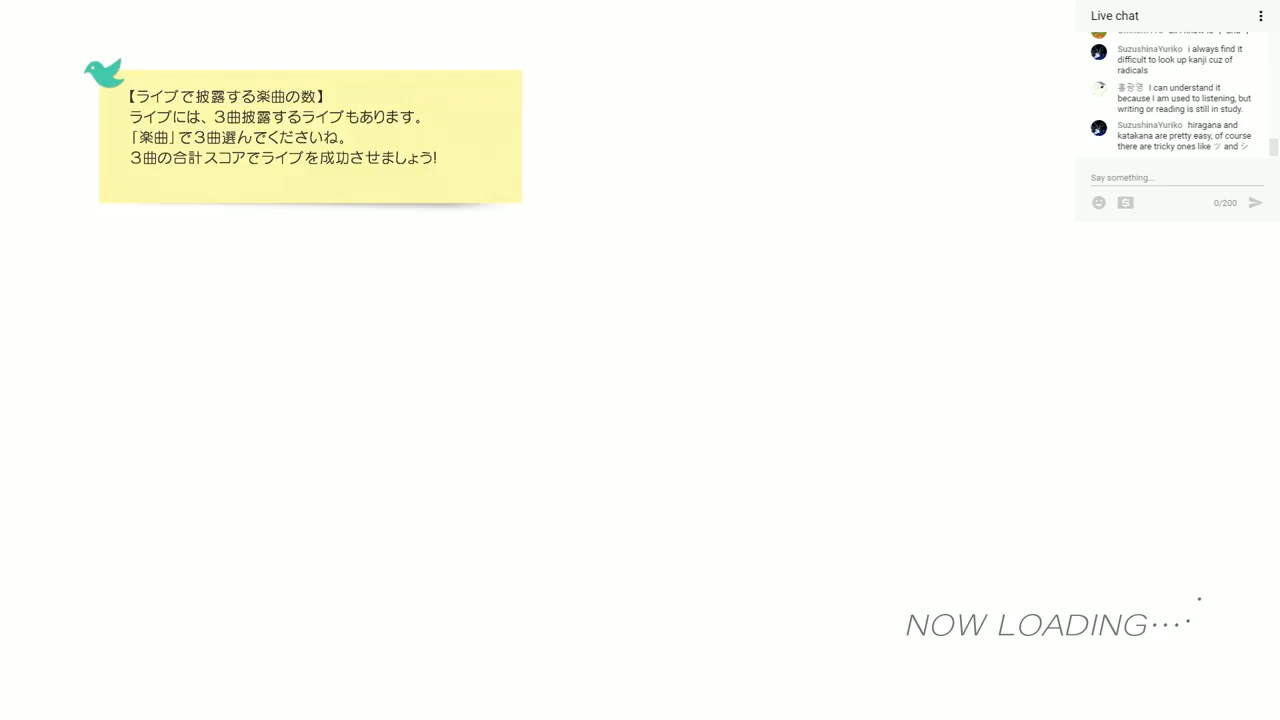 【ライブで披露する楽曲の数】
ライブには、3曲披露するライブもあります。
「楽曲」で3曲選んでくださいね。
3曲の合計スコアでライブを成功させましょう!
Live chat
SuzushinaYuriko i always find it
difficult to look up kanji cuz of
radicals
홍광영 I can understand it
because I am used to listening, but
writing or reading is still in study.
SuzushinaYuriko hiragana and
katakana are pretty easy, of course
there are tricky ones like ツ and シ
Say something...
0/200
NOW LOADING....